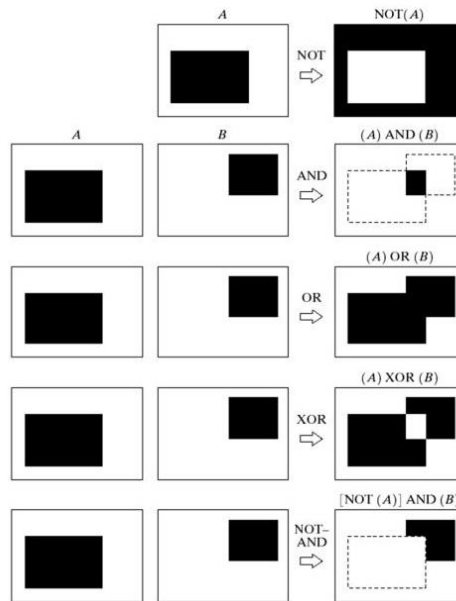 A
NOT
NOT(A)
A
B
AND
(A) AND (B)
OR
(A) OR (B)
XOR
(A) XOR (B)
NOT–
AND
[NOT (A)] AND (B)